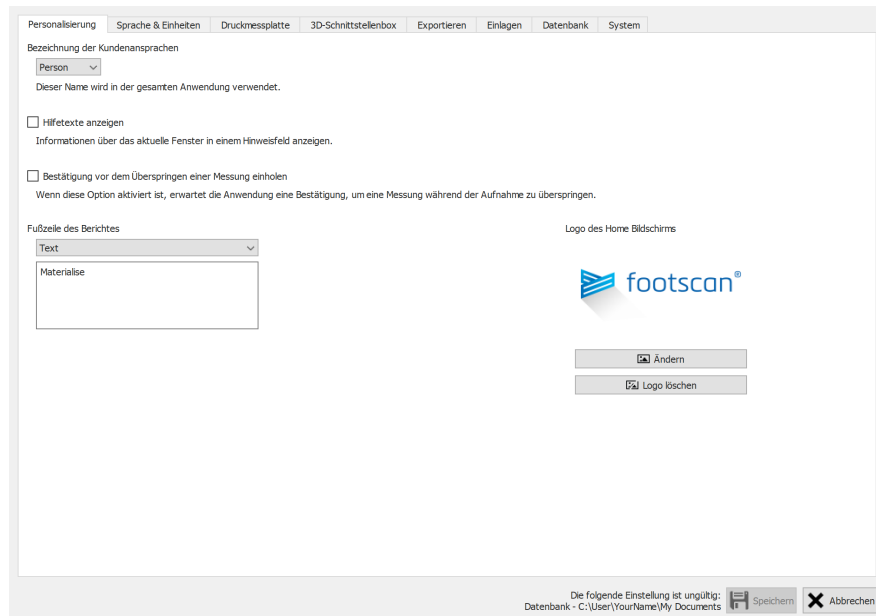 Personalisierung Sprache & Einheiten Druckmessplatte 3D-Schnittstellenbox Exportieren Einlagen Datenbank System
Bezeichnung der Kundenansprachen
Person
Dieser Name wird in der gesamten Anwendung verwendet.
Hilfetexte anzeigen
Informationen über das aktuelle Fenster in einem Hinweisfeld anzeigen.
Bestätigung vor dem Überspringen einer Messung einholen
Wenn diese Option aktiviert ist, erwartet die Anwendung eine Bestätigung, um eine Messung während der Aufnahme zu überspringen.
Fußzeile des Berichtes
Text
Materialise
Logo des Home Bildschirms
footscan®
Ändern
Logo löschen
Die folgende Einstellung ist ungültig:
Datenbank - C:\User\YourName\My Documents
Speichern
Abbrechen